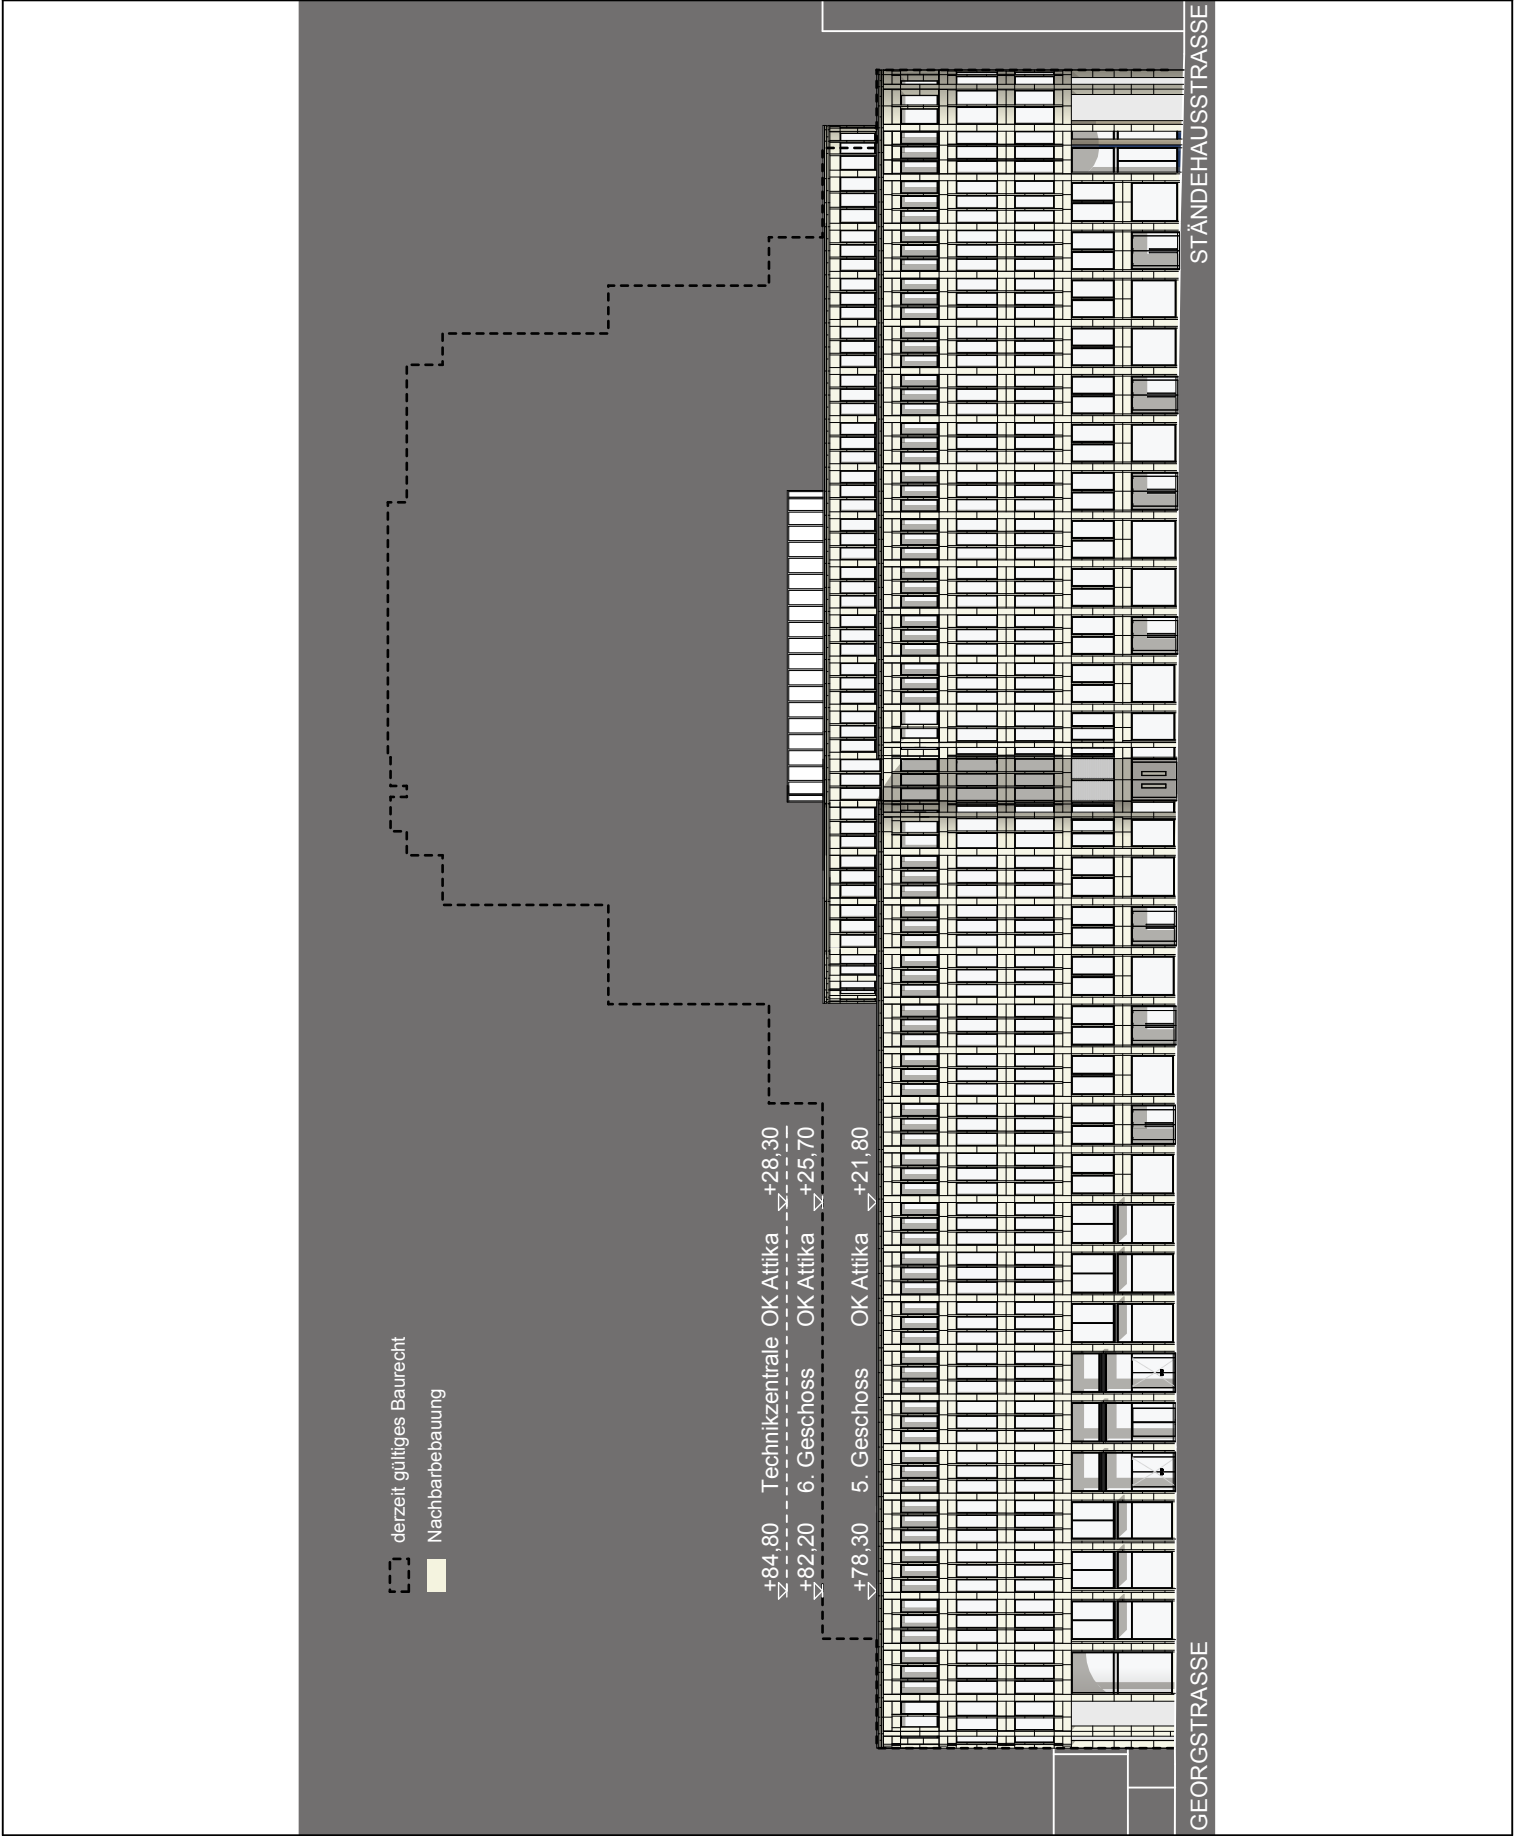 derzeit gültiges Baurecht
Nachbarbebauung
+84,80 Technikzentrale OK Attika +28,30
+82,20 6. Geschoss OK Attika +25,70
+78,30 5. Geschoss OK Attika +21,80
GEORGSTRASSE STÄNDEHAUSSTRASSE